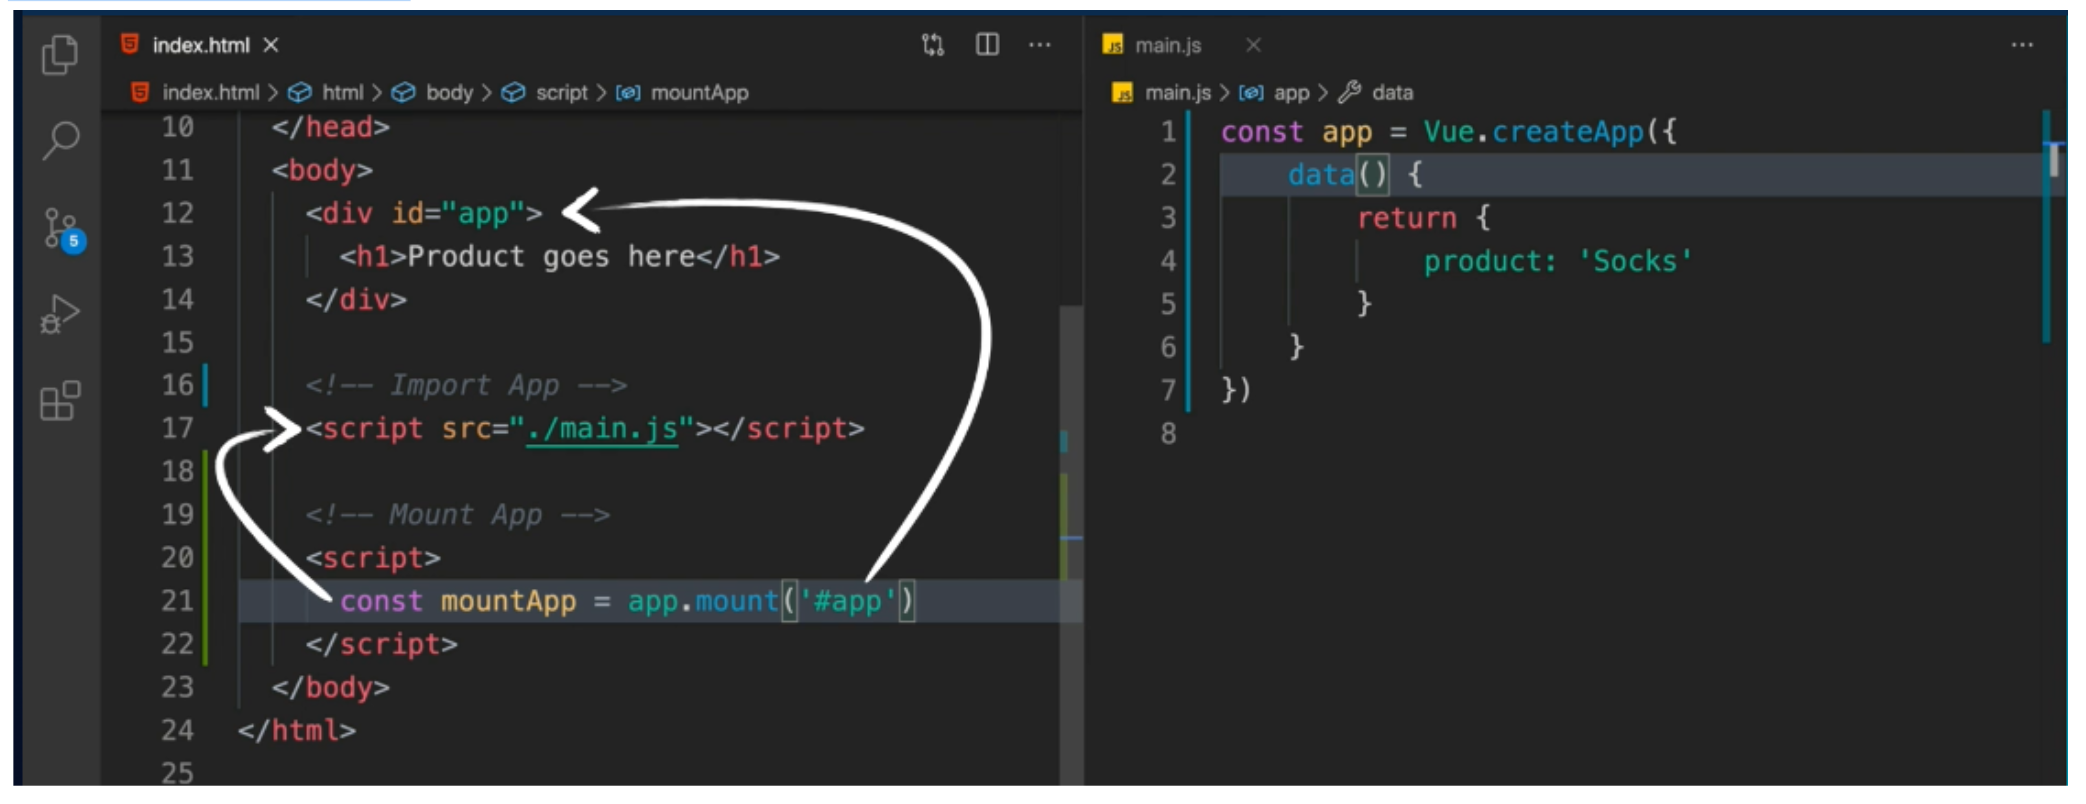 index.html
index.html > html > body > script > mountApp
10 </head>
11 <body>
12 <div id="app">
13 <h1>Product goes here</h1>
14 </div>
15
16 <!-- Import App -->
17 <script src="./main.js"></script>
18
19 <!-- Mount App -->
20 <script>
21 const mountApp = app.mount('#app')
22 </script>
23 </body>
24 </html>
25
5
JS main.js
JS main.js > app > data
1 const app = Vue.createApp({
2 data() {
3 return {
4 product: 'Socks'
5 }
6 }
7 })
8